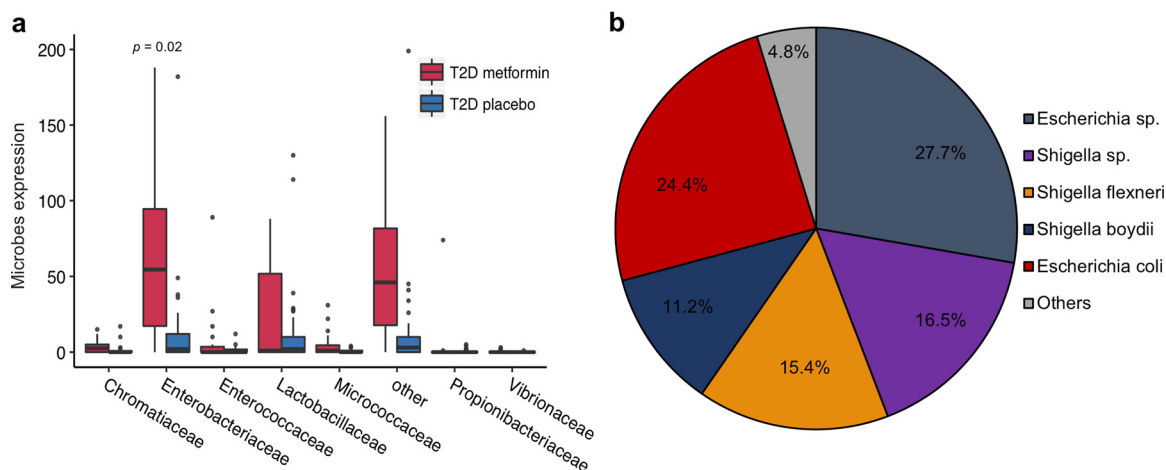 a
200
150
100
50
0
Microbes expression
p = 0.02
T2D metformin
T2D placebo
Chromatiaceae
Enterobacteriaceae
Enterococcaceae
Lactobacillaceae
Micrococcaceae
other
Propionibacteriaceae
Vibrionaceae
b
4.8%
27.7%
24.4%
11.2%
16.5%
15.4%
Escherichia sp.
Shigella sp.
Shigella flexneri
Shigella boydii
Escherichia coli
Others